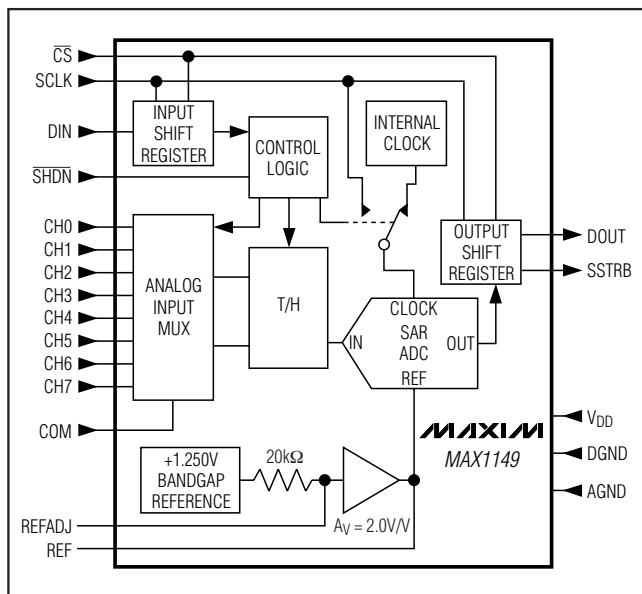 CS
SCLK
DIN
SHDN
CH0
CH1
CH2
CH3
CH4
CH5
CH6
CH7
COM
REFADJ
REF
INPUT
SHIFT
REGISTER
CONTROL
LOGIC
INTERNAL
CLOCK
ANALOG
INPUT
MUX
T/H
CLOCK
IN
SAR
ADC
OUT
REF
OUTPUT
SHIFT
REGISTER
+1.250V
BANDGAP
REFERENCE
20kΩ
AV = 2.0V/V
MAXIM
MAX1149
DOUT
SSTRB
VDD
DGND
AGND